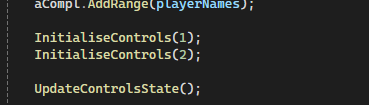 aCompl.AddRange(playerNames);
InitialiseControls(1);
InitialiseControls(2);
UpdateControlsState();